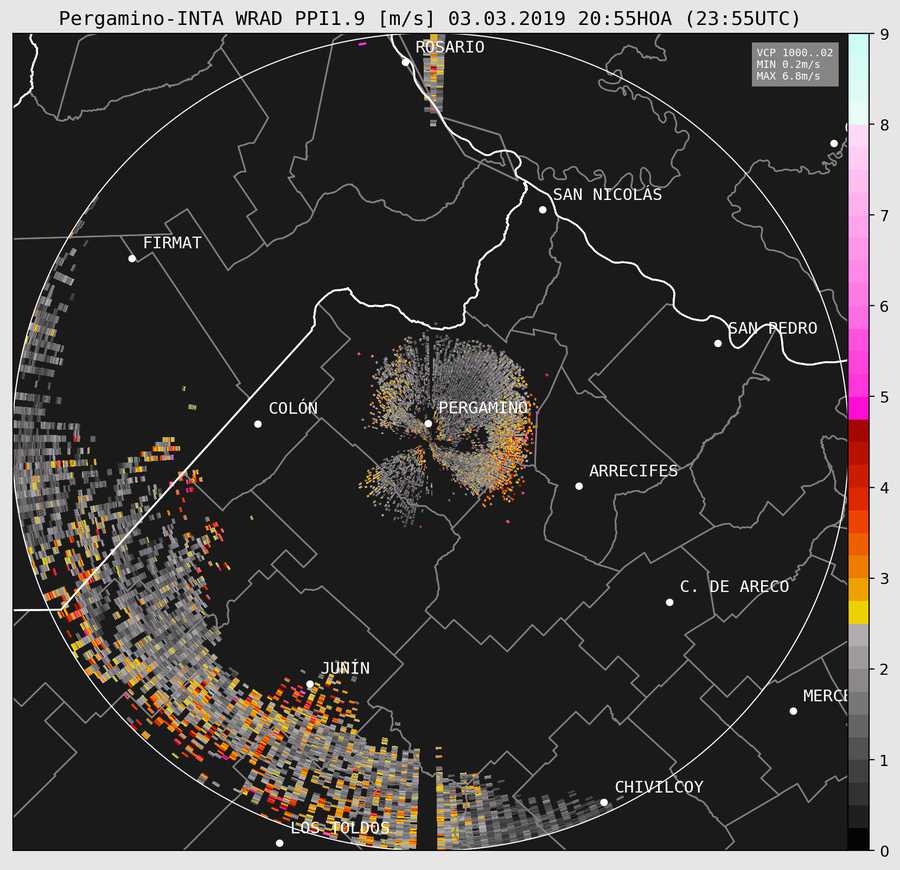 Pergamino-INTA WRAD PPI1.9 [m/s] 03.03.2019 20:55HOA (23:55UTC)
VCP 1000..02
MIN 0.2m/s
MAX 6.8m/s
9
8
7
6
5
4
3
2
1
0
ROSARIO
SAN NICOLÁS
FIRMAT
SAN PEDRO
COLÓN
PERGAMINO
ARRECIFES
C. DE ARECO
JUNÍN
MERCE
CHIVILCOY
LOS TOLDOS